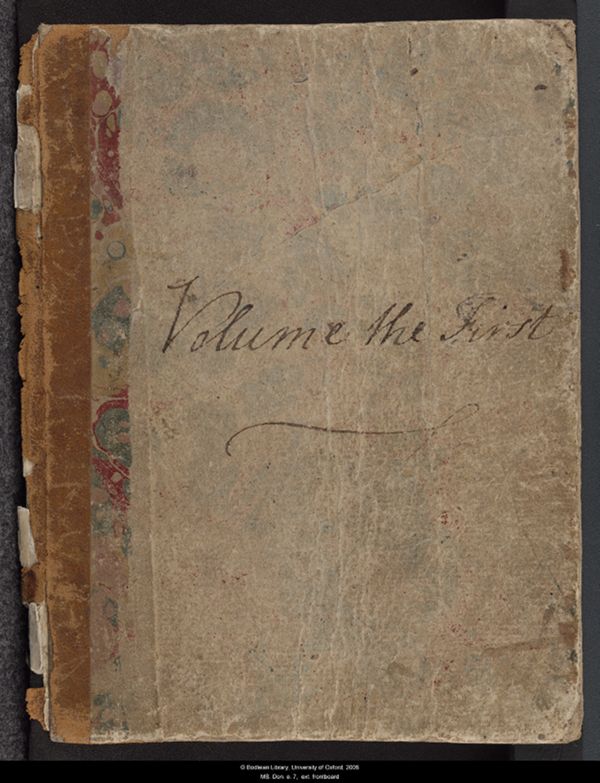 Volume the First
© Bodleian Library, University of Oxford, 2006
MS. Don. e. 7, ext. frontboard